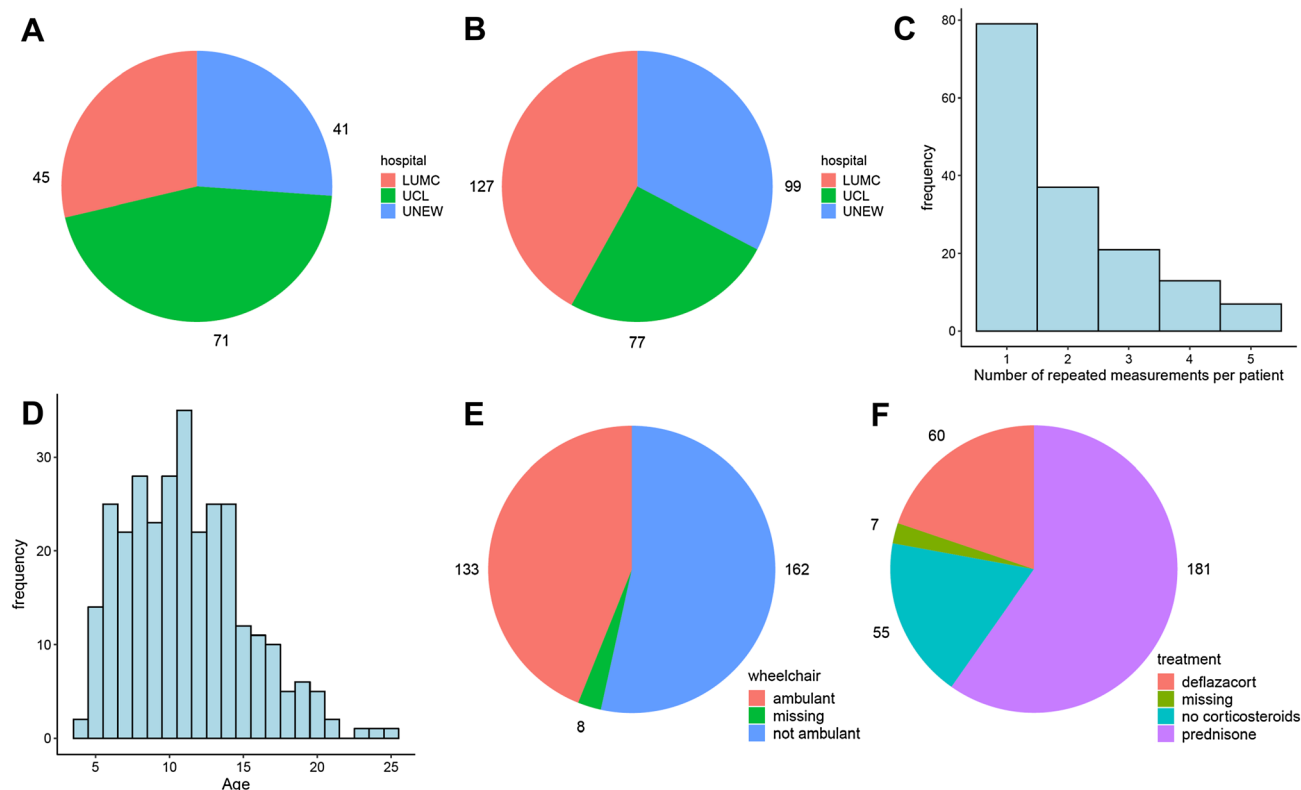 A
41
45
71
hospital
LUMC
UCL
UNEW
B
127
99
77
hospital
LUMC
UCL
UNEW
C
80
60
40
20
0
frequency
1 2 3 4 5
Number of repeated measurements per patient
D
30
20
10
0
frequency
5 10 15 20 25
Age
E
133
162
8
wheelchair
ambulant
missing
not ambulant
F
60
7
181
55
treatment
deflazacort
missing
no corticosteroids
prednisone